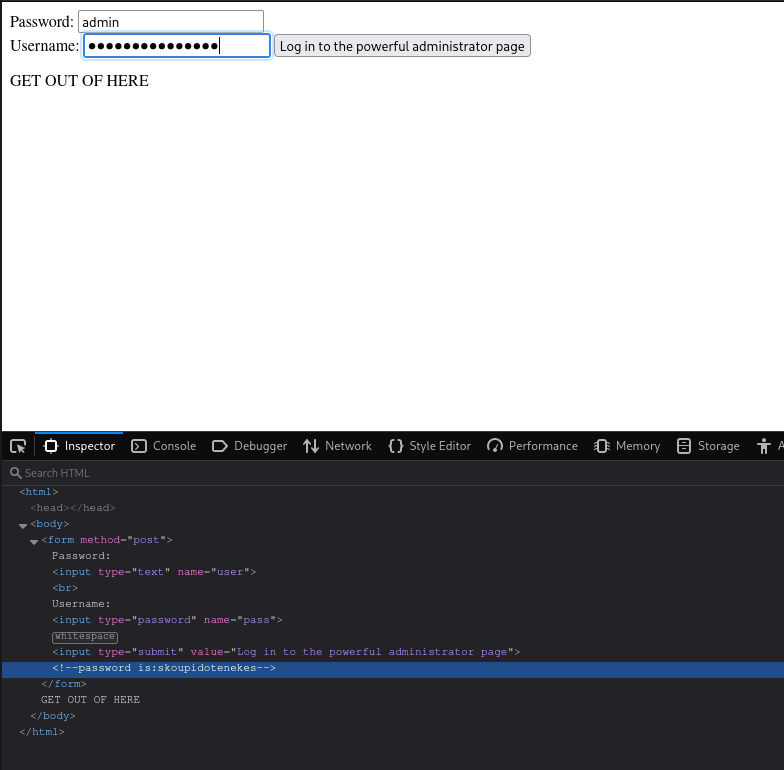 Password: admin
Username: ●●●●●●●●●●●●●●● Log in to the powerful administrator page
GET OUT OF HERE
Inspector Console Debugger Network Style Editor Performance Memory Storage A
Search HTML
<html>
<head></head>
<body>
<form method="post">
Password:
<input type="text" name="user">
<br>
Username:
<input type="password" name="pass">
whitespace
<input type="submit" value="Log in to the powerful administrator page">
<!--password is:skoupidotenekes-->
</form>
GET OUT OF HERE
</body>
</html>